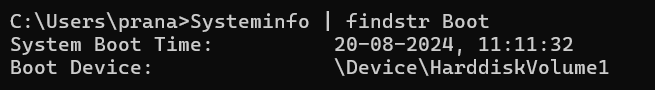 C:\Users\prana>Systeminfo | findstr Boot
System Boot Time:          20-08-2024, 11:11:32
Boot Device:               \Device\HarddiskVolume1